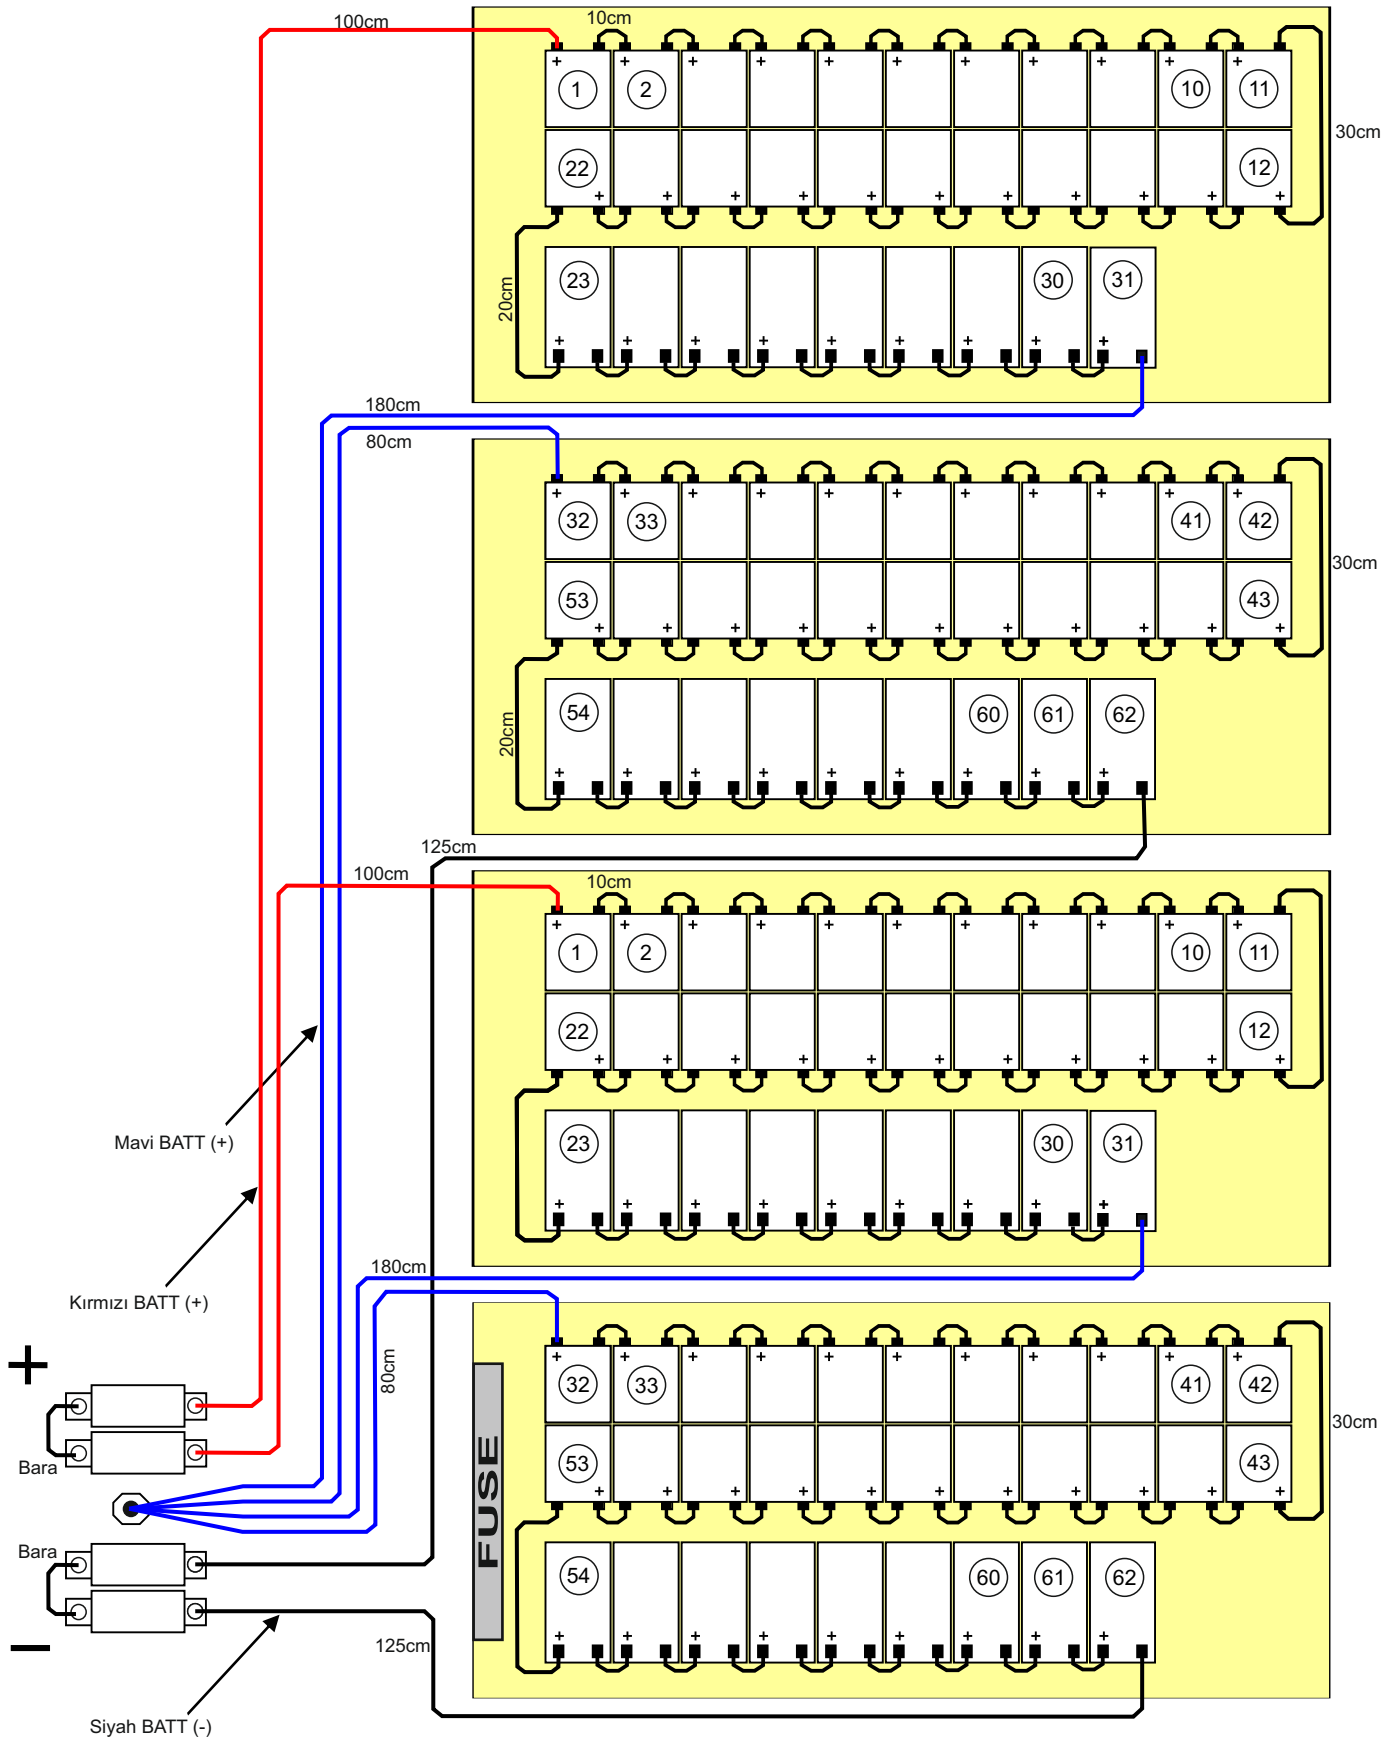 100cm
10cm
+ + + + + + + + + + +
1 2 10 11
30cm
22 12
+ + + + + + + + + + +
20cm
23 30 31
+ + + + + + + + +
180cm
80cm
+ + + + + + + + + + +
32 33 41 42
30cm
53 43
+ + + + + + + + + + +
20cm
54 60 61 62
+ + + + + + + + +
125cm
100cm
10cm
+ + + + + + + + + + +
1 2 10 11
22 12
+ + + + + + + + + + +
Mavi BATT (+)
23 30 31
+ + + + + + + + +
180cm
Kırmızı BATT (+)
+
80cm
+ + + + + + + + + + +
32 33 41 42
30cm
Bara
53 43
+ + + + + + + + + + +
FUSE
Bara
54 60 61 62
+ + + + + + + + +
−
125cm
Siyah BATT (-)